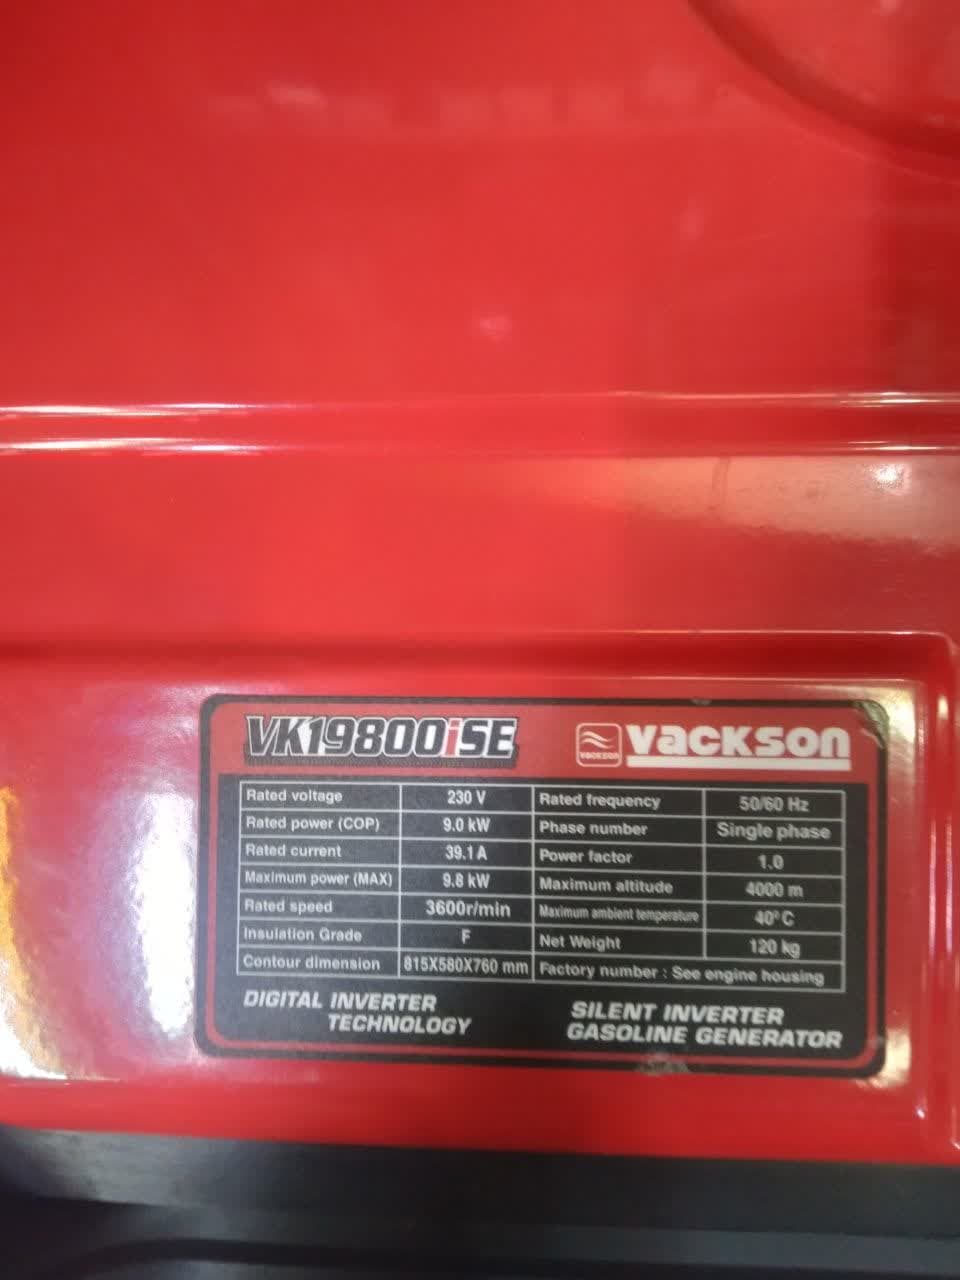 VK19800iSE
VACKSON
VACKSON
Rated voltage 230 V Rated frequency 50/60 Hz
Rated power (COP) 9.0 kW Phase number Single phase
Rated current 39.1 A Power factor 1.0
Maximum power (MAX) 9.8 kW Maximum altitude 4000 m
Rated speed 3600r/min Maximum ambient temperature 40°C
Insulation Grade F Net Weight 120 kg
Contour dimension 815X580X760 mm Factory number : See engine housing
DIGITAL INVERTER
TECHNOLOGY
SILENT INVERTER
GASOLINE GENERATOR